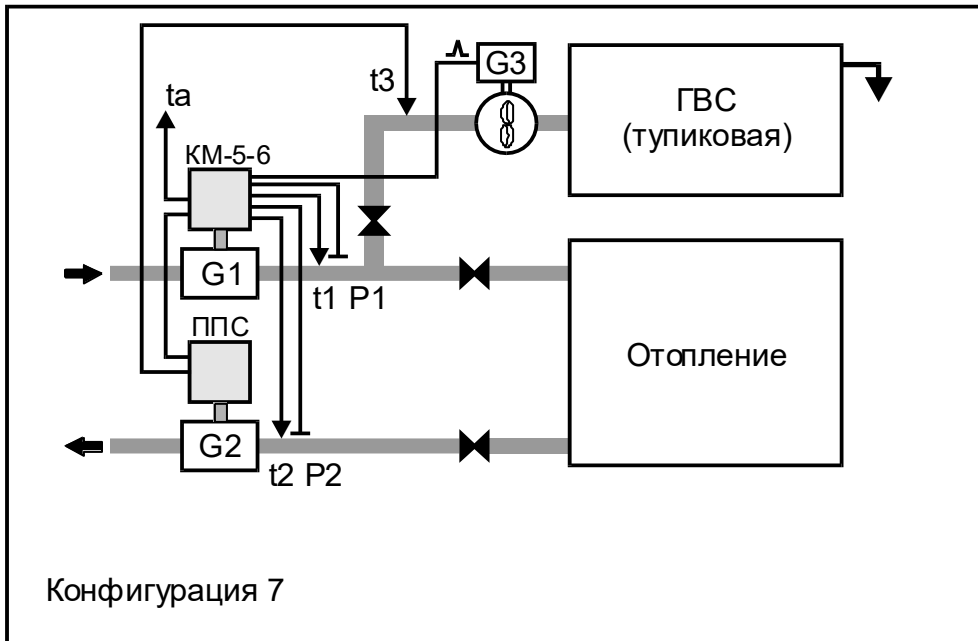 t3
G3
ta
КМ-5-6
ГВС
(тупиковая)
G1
t1 P1
ППС
Отопление
G2
t2 P2
Конфигурация 7